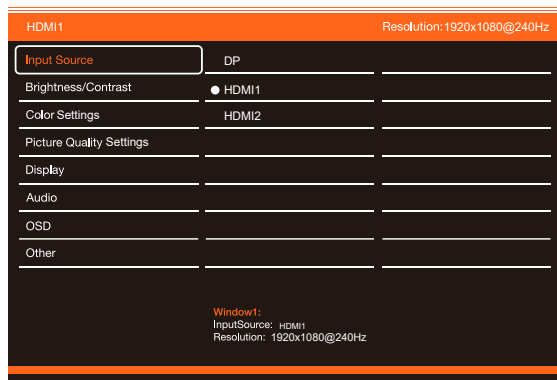 HDMI1 Resolution:1920x1080@240Hz
Input Source DP
Brightness/Contrast HDMI1
Color Settings HDMI2
Picture Quality Settings
Display
Audio
OSD
Other
Window1:
InputSource: HDMI1
Resolution: 1920x1080@240Hz